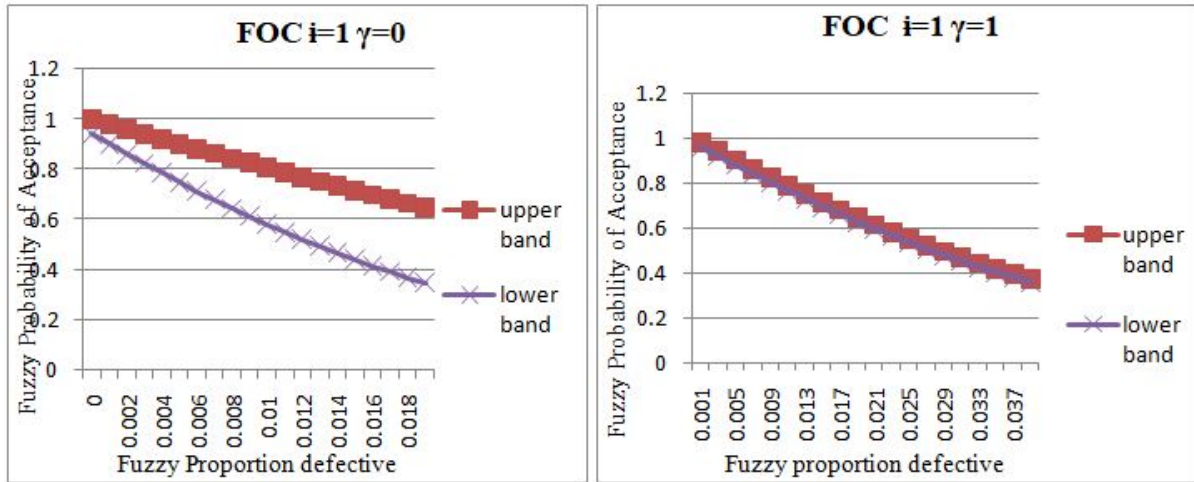 FOC ɨ=1 γ=0
Fuzzy Probability of Acceptance
1.2
1
0.8
0.6
0.4
0.2
0
0
0.002
0.004
0.006
0.008
0.01
0.012
0.014
0.016
0.018
Fuzzy Proportion defective
upper
band
lower
band
FOC ɨ=1 γ=1
Fuzzy Probability of Acceptance
1.2
1
0.8
0.6
0.4
0.2
0
0.001
0.005
0.009
0.013
0.017
0.021
0.025
0.029
0.033
0.037
Fuzzy proportion defective
upper
band
lower
band